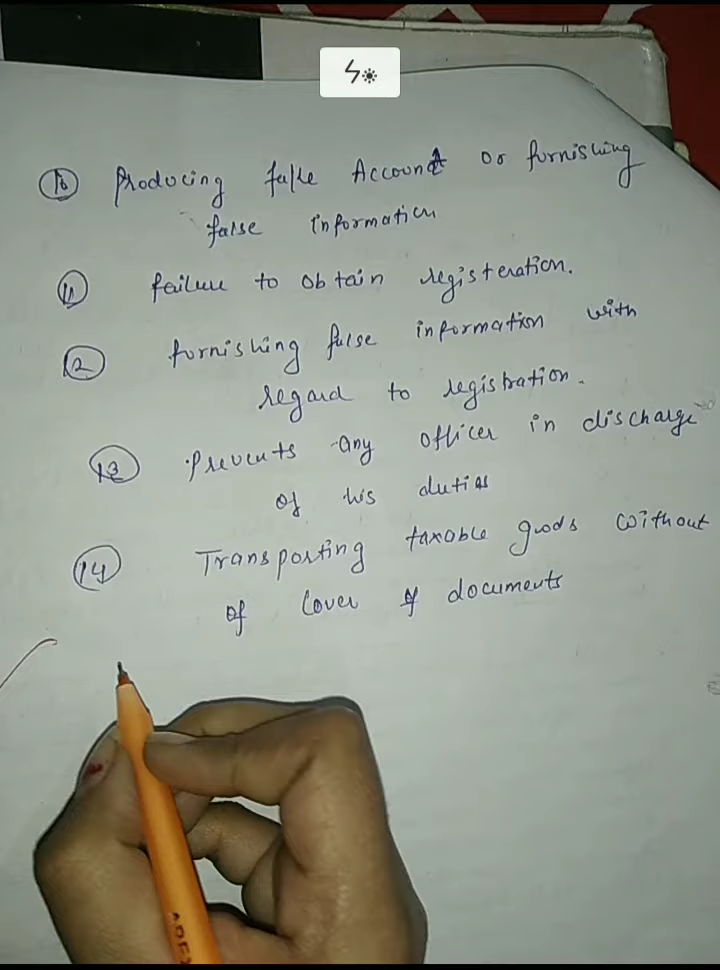 10 Producing fake Account or furnishing
false information
11 failure to obtain registeration.
12 furnishing false information with
regard to registration.
13 Prevents any officer in discharge
of his duties
14 Transporting taxable goods without
of cover of documents